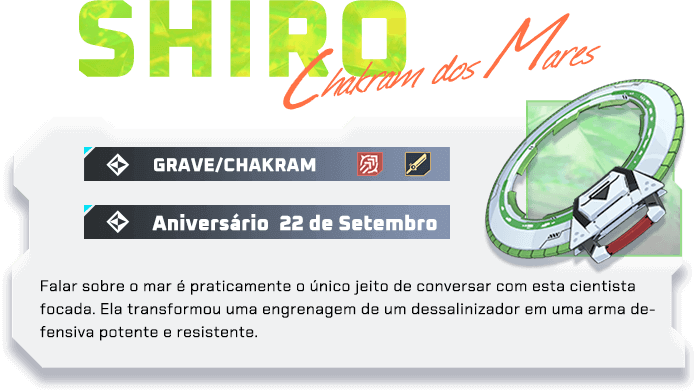 SHIRO
Chakram dos Mares
GRAVE/CHAKRAM
Aniversário 22 de Setembro
Falar sobre o mar é praticamente o único jeito de conversar com esta cientista
focada. Ela transformou uma engrenagem de um dessalinizador em uma arma de-
fensiva potente e resistente.